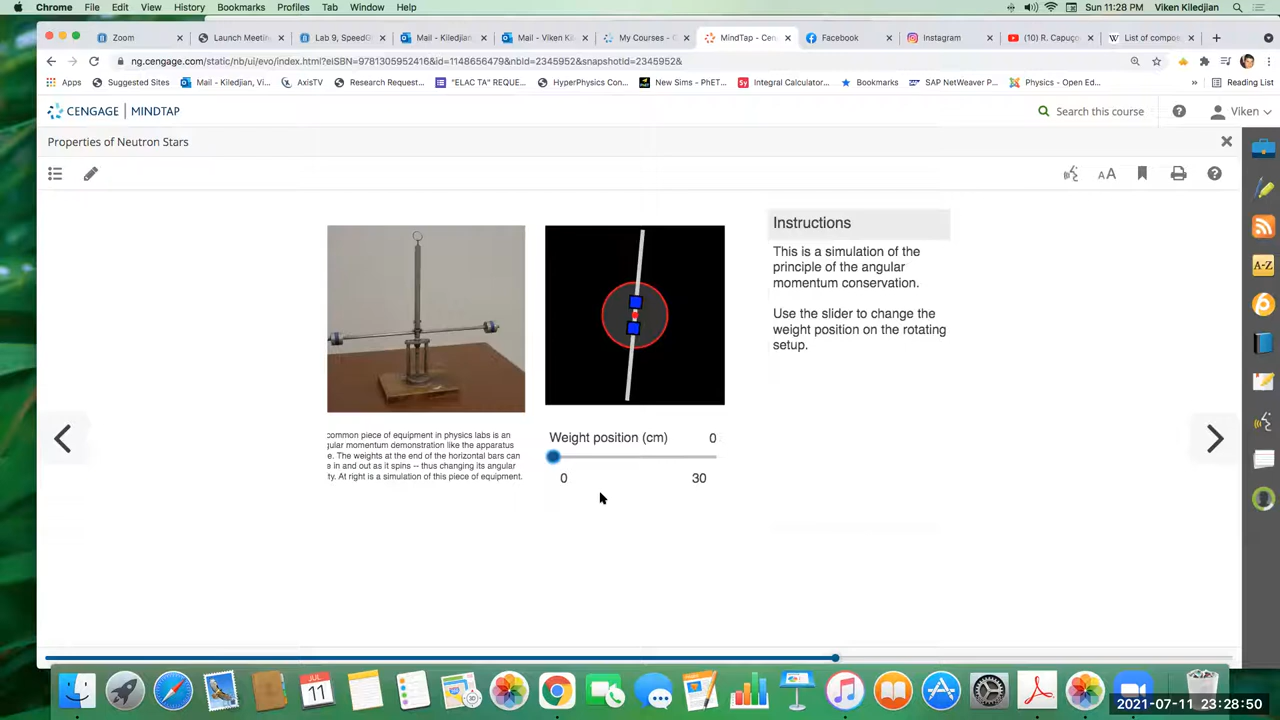 Chrome File Edit View History Bookmarks Profiles Tab Window Help Sun 11:28 PM Viken Kiledjian
Zoom Launch Meetin Lab 9, SpeedG Mail - Kiledjian, Mail - Viken K My Courses - C MindTap - Cen Facebook Instagram (10) R. Capuço List of compo
ng.cengage.com/static/nb/ui/evo/index.html?eISBN=9781305952416&id=1148656479&nbId=2345952&snapshotId=2345952&
Apps Suggested Sites Mail - Kiledjian, Vi... AxisTV Research Request... "ELAC TA" REQUE... HyperPhysics Con... New Sims - PhET... Integral Calculator... Bookmarks SAP NetWeaver P... Physics - Open Ed... » Reading List
CENGAGE | MINDTAP Search this course Viken
Properties of Neutron Stars
AA
A-Z
Instructions
This is a simulation of the
principle of the angular
momentum conservation.
Use the slider to change the
weight position on the rotating
setup.
common piece of equipment in physics labs is an
gular momentum demonstration like the apparatus
e. The weights at the end of the horizontal bars can
e in and out as it spins -- thus changing its angular
ty. At right is a simulation of this piece of equipment.
Weight position (cm) 0
0 30
JUL
11
2021-07-11 23:28:50